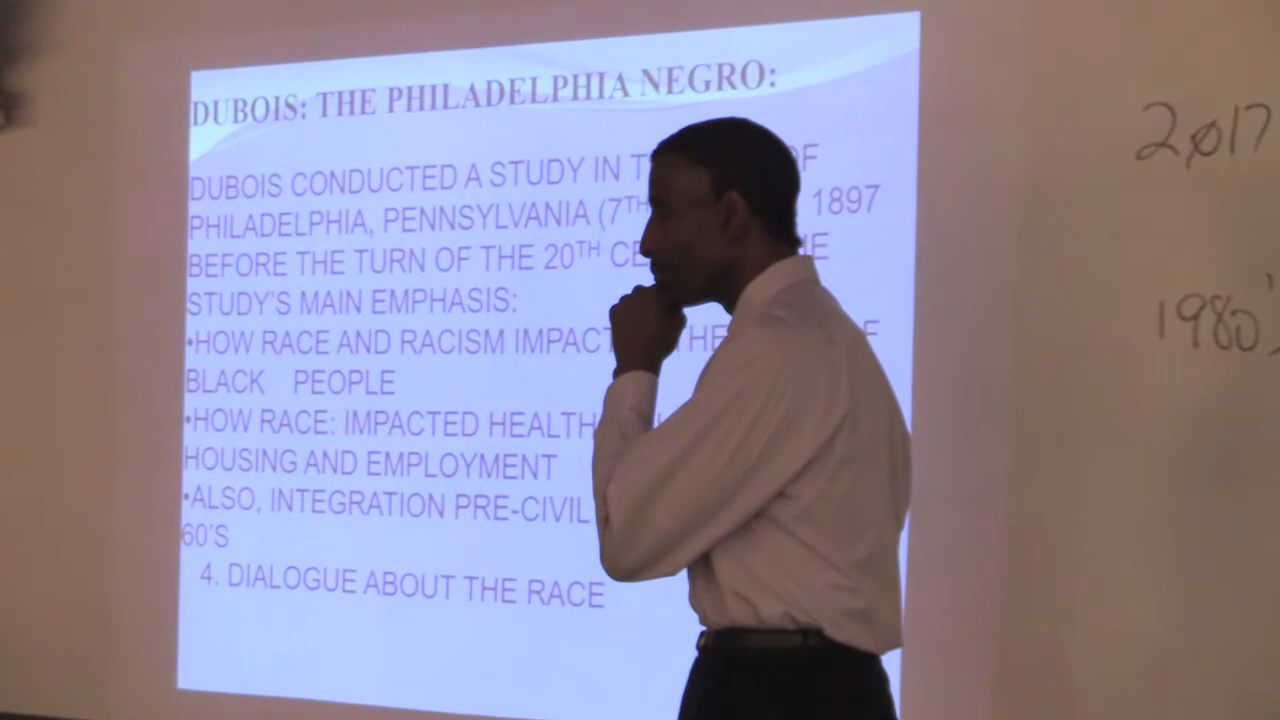 DUBOIS: THE PHILADELPHIA NEGRO:
DUBOIS CONDUCTED A STUDY IN OF
PHILADELPHIA, PENNSYLVANIA (7TH 1897
BEFORE THE TURN OF THE 20TH
STUDY'S MAIN EMPHASIS:
•HOW RACE AND RACISM
BLACK PEOPLE
•HOW RACE: IMPACTED HEALTH
HOUSING AND EMPLOYMENT
•ALSO, INTEGRATION PRE-CIVIL
60'S
4. DIALOGUE ABOUT THE RACE
2017
1980's